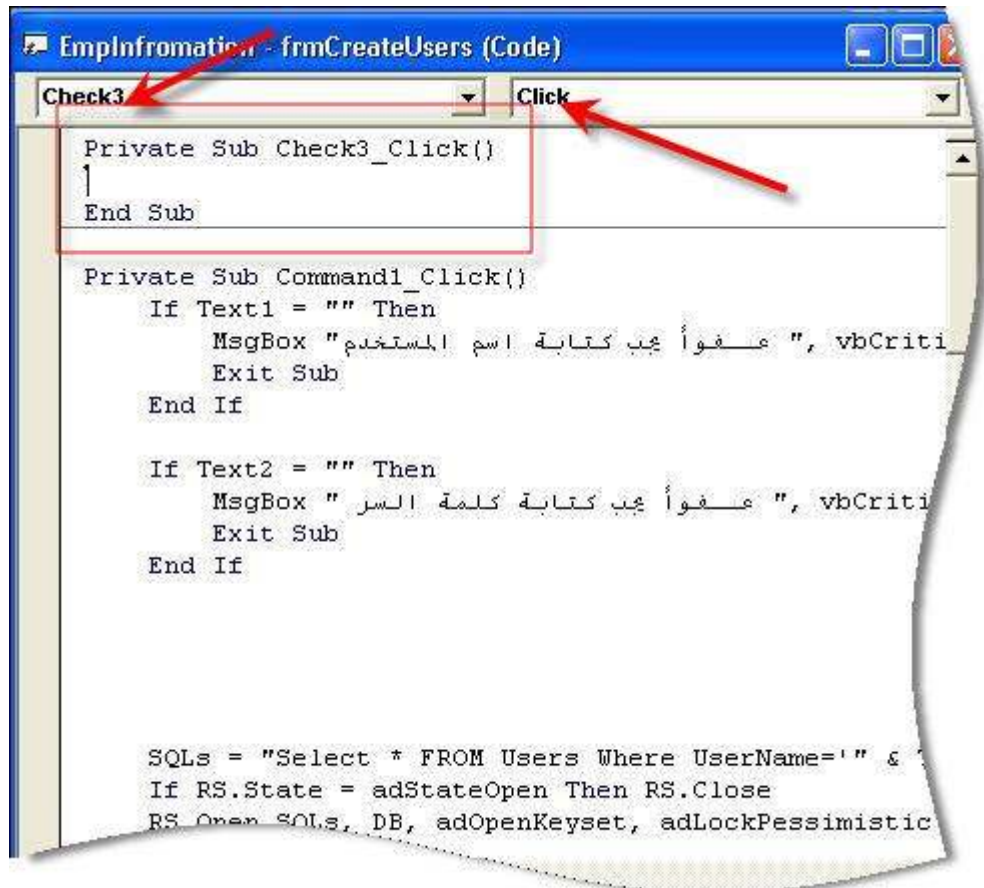 EmpInfromation - frmCreateUsers (Code)
Check3 Click
Private Sub Check3_Click()
End Sub
Private Sub Command1_Click()
If Text1 = "" Then
MsgBox "عـــفواً يجب كتابة اسم المستخدم ", vbCriti
Exit Sub
End If
If Text2 = "" Then
MsgBox " عـــفواً يجب كتابة كلمة السر ", vbCriti
Exit Sub
End If
SQLs = "Select * FROM Users Where UserName='" &
If RS.State = adStateOpen Then RS.Close
RS.Open SQLs, DB, adOpenKeyset, adLockPessimistic